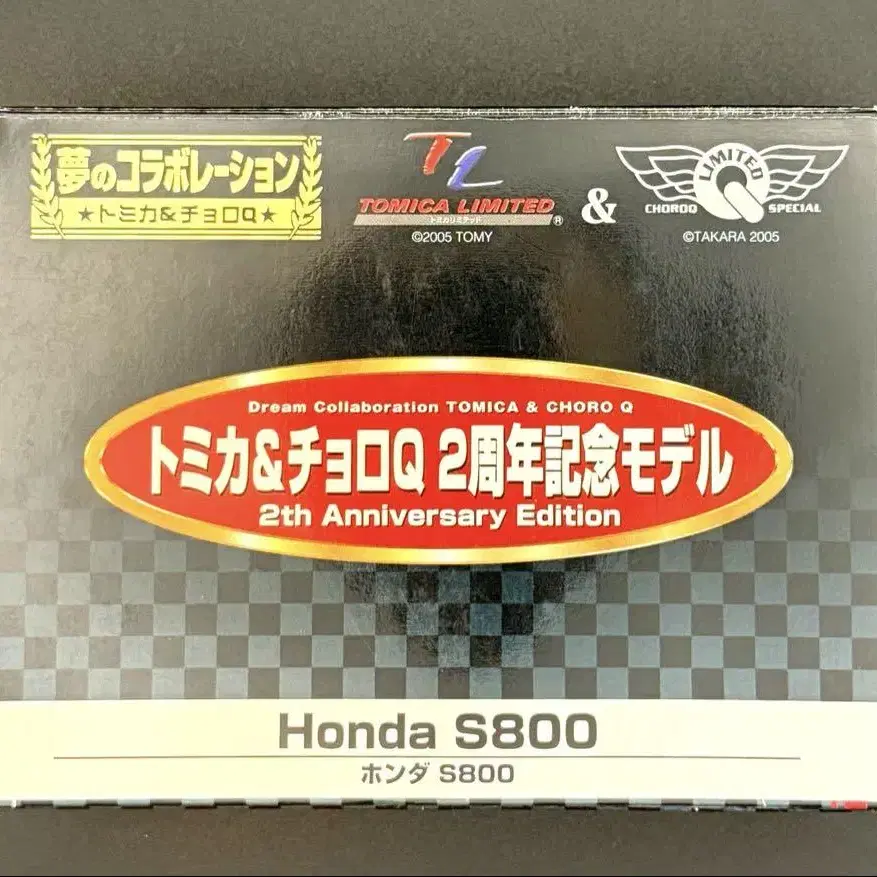 夢のコラボレーション
★トミカ&チョロQ★
TL
TOMICA LIMITED ®
トミカリミテッド
©2005 TOMY
&
LIMITED
CHOROQ SPECIAL
©TAKARA 2005
Dream Collaboration TOMICA & CHORO Q
トミカ&チョロQ 2周年記念モデル
2th Anniversary Edition
Honda S800
ホンダ S800